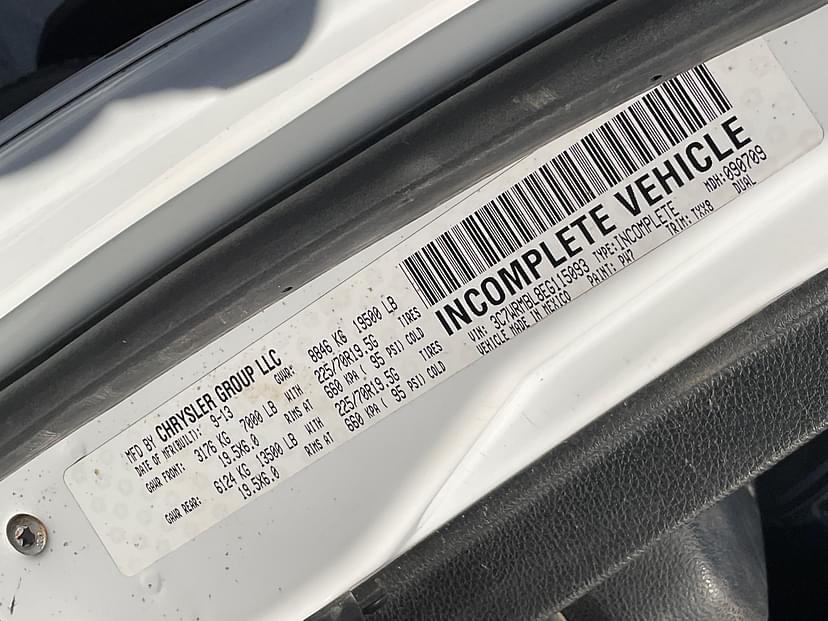 MFD BY CHRYSLER GROUP LLC
DATE OF MFR(BUILT): 9-13 GVWR: 8846 KG 19500 LB
GAWR FRONT: 3176 KG 7000 LB WITH 225/70R19.5G TIRES
19.5X6.0 RIMS AT 660 KPA ( 95 PSI) COLD
GAWR REAR: 6124 KG 13500 LB WITH 225/70R19.5G TIRES
19.5X6.0 RIMS AT 660 KPA ( 95 PSI) COLD
INCOMPLETE VEHICLE
VIN: 3C7WRMBL8EG115093 TYPE:INCOMPLETE MDH:090709
VEHICLE MADE IN MEXICO PAINT: PW7 TRIM: TXX8 DUAL